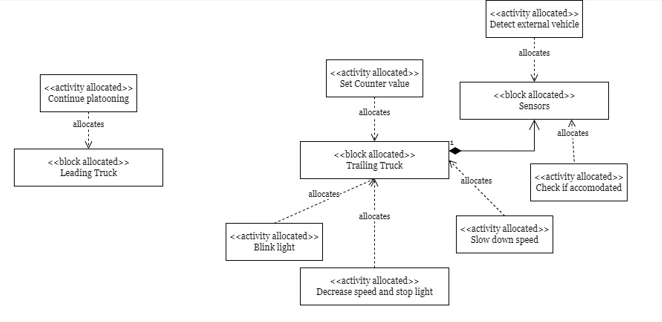 <<activity allocated>>
Detect external vehicle
allocates
<<activity allocated>>
Set Counter value
allocates
<<activity allocated>>
Continue platooning
allocates
<<block allocated>>
Sensors
allocates
<<block allocated>>
Leading Truck
<<block allocated>>
Trailing Truck
1
<<activity allocated>>
Check if accomodated
allocates
allocates
allocates
<<activity allocated>>
Blink light
<<activity allocated>>
Slow down speed
<<activity allocated>>
Decrease speed and stop light